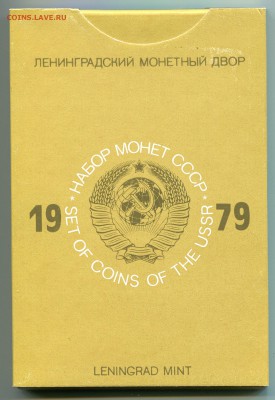 coins.lave.ru
ЛЕНИНГРАДСКИЙ МОНЕТНЫЙ ДВОР
• НАБОР МОНЕТ СССР •
19 79
SET OF COINS OF THE USSR
LENINGRAD MINT